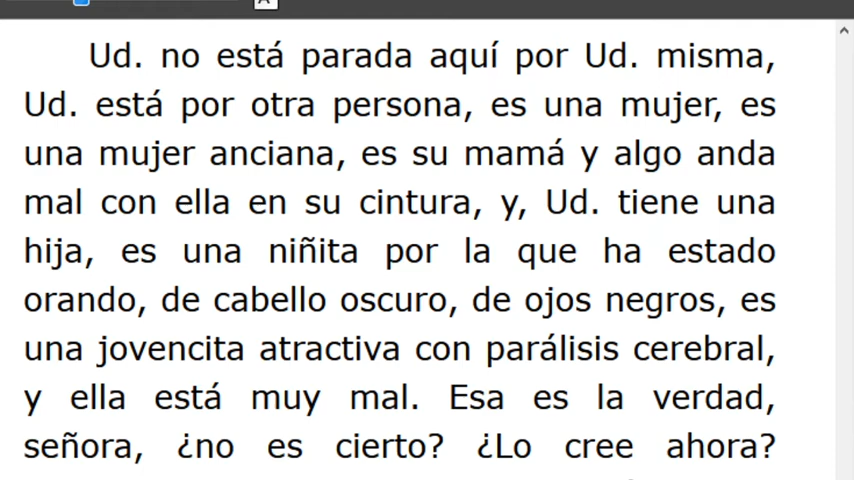 Ud. no está parada aquí por Ud. misma,
Ud. está por otra persona, es una mujer, es
una mujer anciana, es su mamá y algo anda
mal con ella en su cintura, y, Ud. tiene una
hija, es una niñita por la que ha estado
orando, de cabello oscuro, de ojos negros, es
una jovencita atractiva con parálisis cerebral,
y ella está muy mal. Esa es la verdad,
señora, ¿no es cierto? ¿Lo cree ahora?